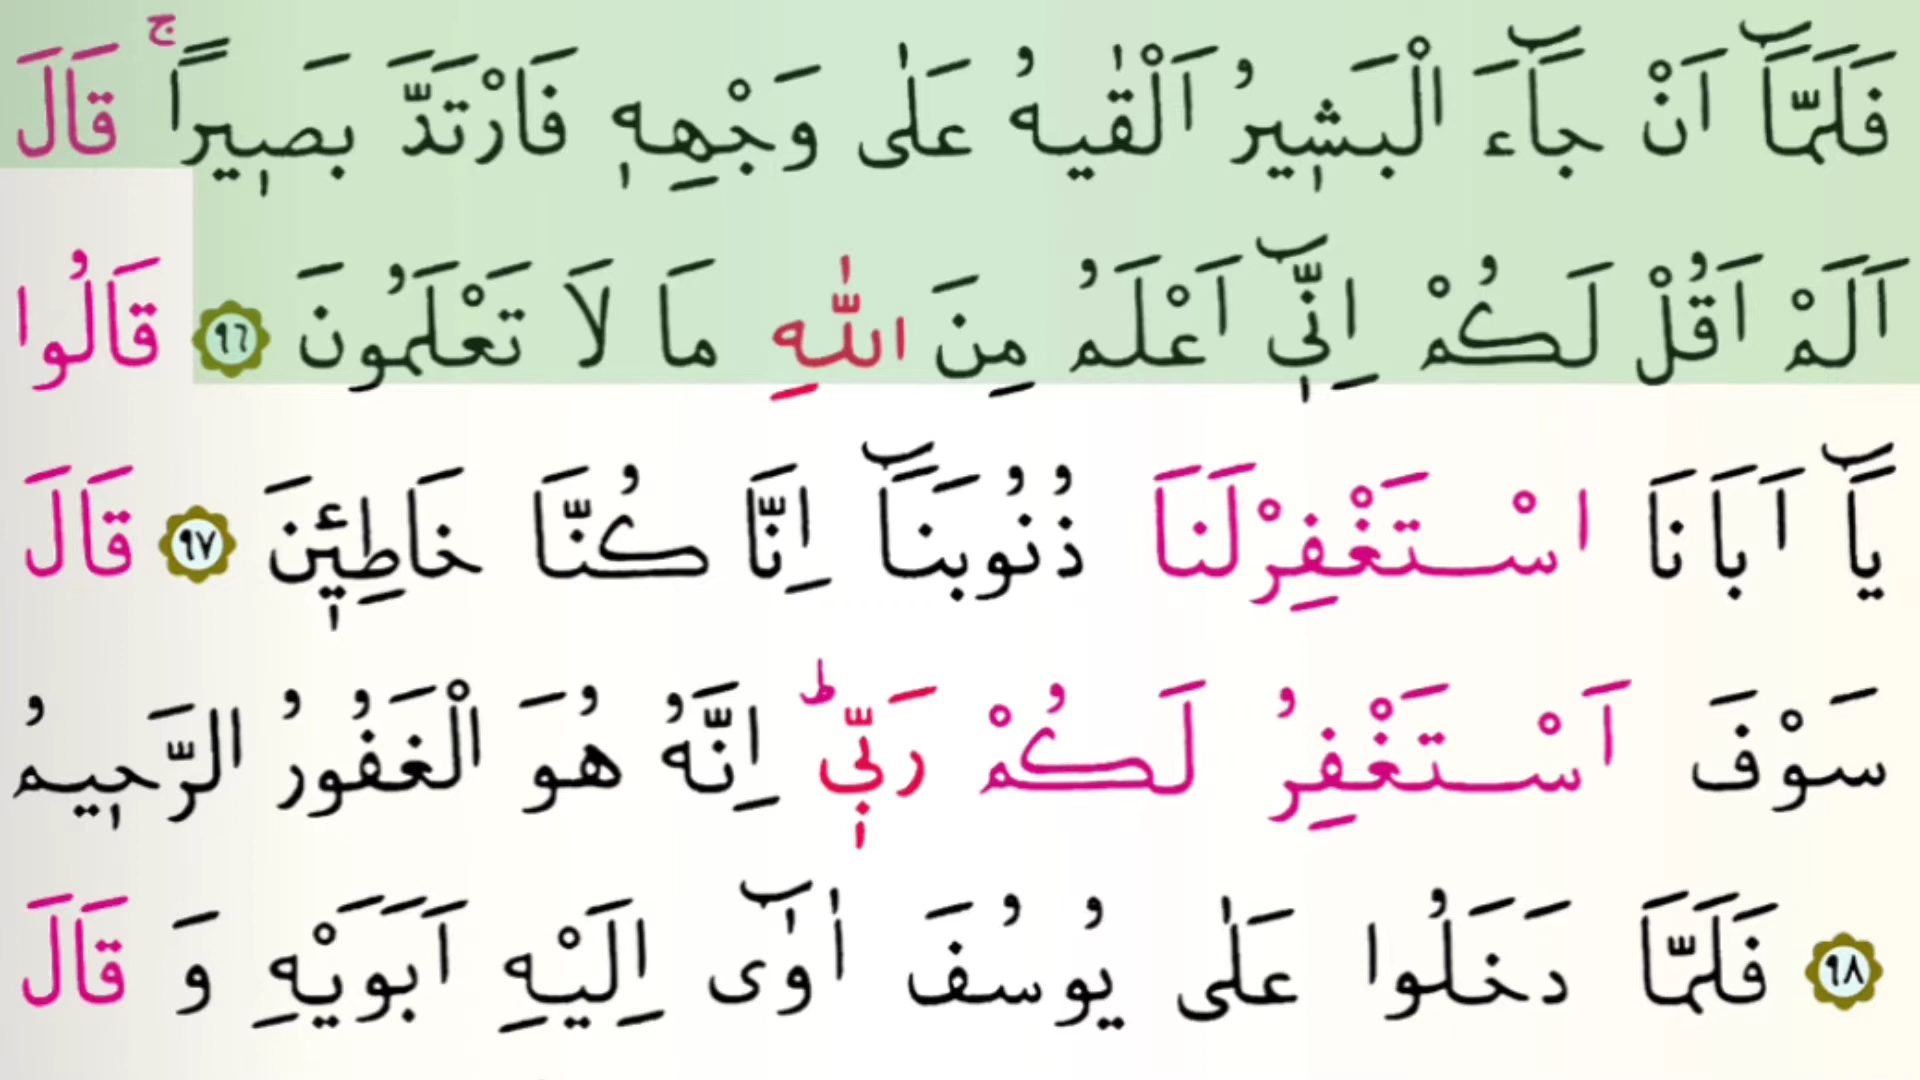 فَلَمَّٓا اَنْ جَٓاءَ الْبَشٖيرُ اَلْقٰيهُ عَلٰى وَجْهِهٖ فَارْتَدَّ بَصٖيرًاۚ قَالَ
اَلَمْ اَقُلْ لَكُمْ اِنّٖٓي اَعْلَمُ مِنَ اللّٰهِ مَا لَا تَعْلَمُونَ ٩٦ قَالُوا
يَٓا اَبَانَا اسْتَغْفِرْلَنَا ذُنُوبَنَٓا اِنَّا كُنَّا خَاطِـٖٔينَ ٩٧ قَالَ
سَوْفَ اَسْتَغْفِرُ لَكُمْ رَبّٖيؕ اِنَّهُ هُوَ الْغَفُورُ الرَّحٖيمُ
٩٨ فَلَمَّا دَخَلُوا عَلٰى يُوسُفَ اٰوٰٓى اِلَيْهِ اَبَوَيْهِ وَ قَالَ